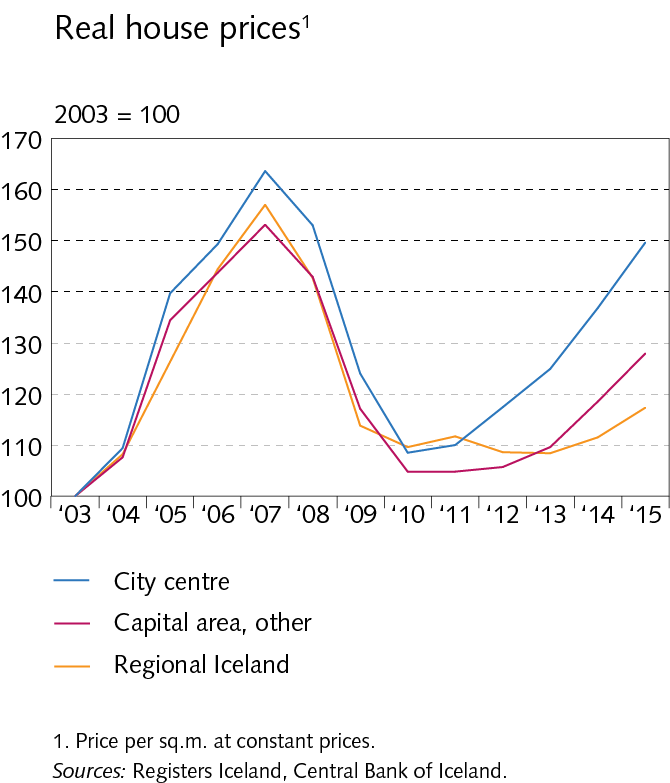 Real house prices¹
2003 = 100
170
160
150
140
130
120
110
100
‘03 ‘04 ‘05 ‘06 ‘07 ‘08 ‘09 ‘10 ‘11 ‘12 ‘13 ‘14 ‘15
City centre
Capital area, other
Regional Iceland
1. Price per sq.m. at constant prices.
Sources: Registers Iceland, Central Bank of Iceland.